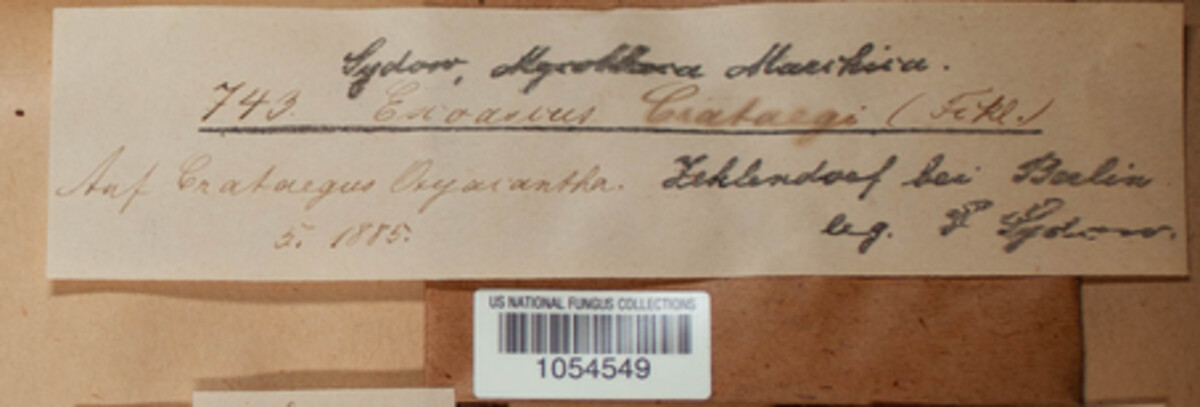 Sydow, Mycotheca Marchica.
743. Exoascus Crataegi (Fckl.)
Auf Crataegus Oxyacantha. Zehlendorf bei Berlin
5. 1885. leg. P Sydow.
US NATIONAL FUNGUS COLLECTIONS
1054549